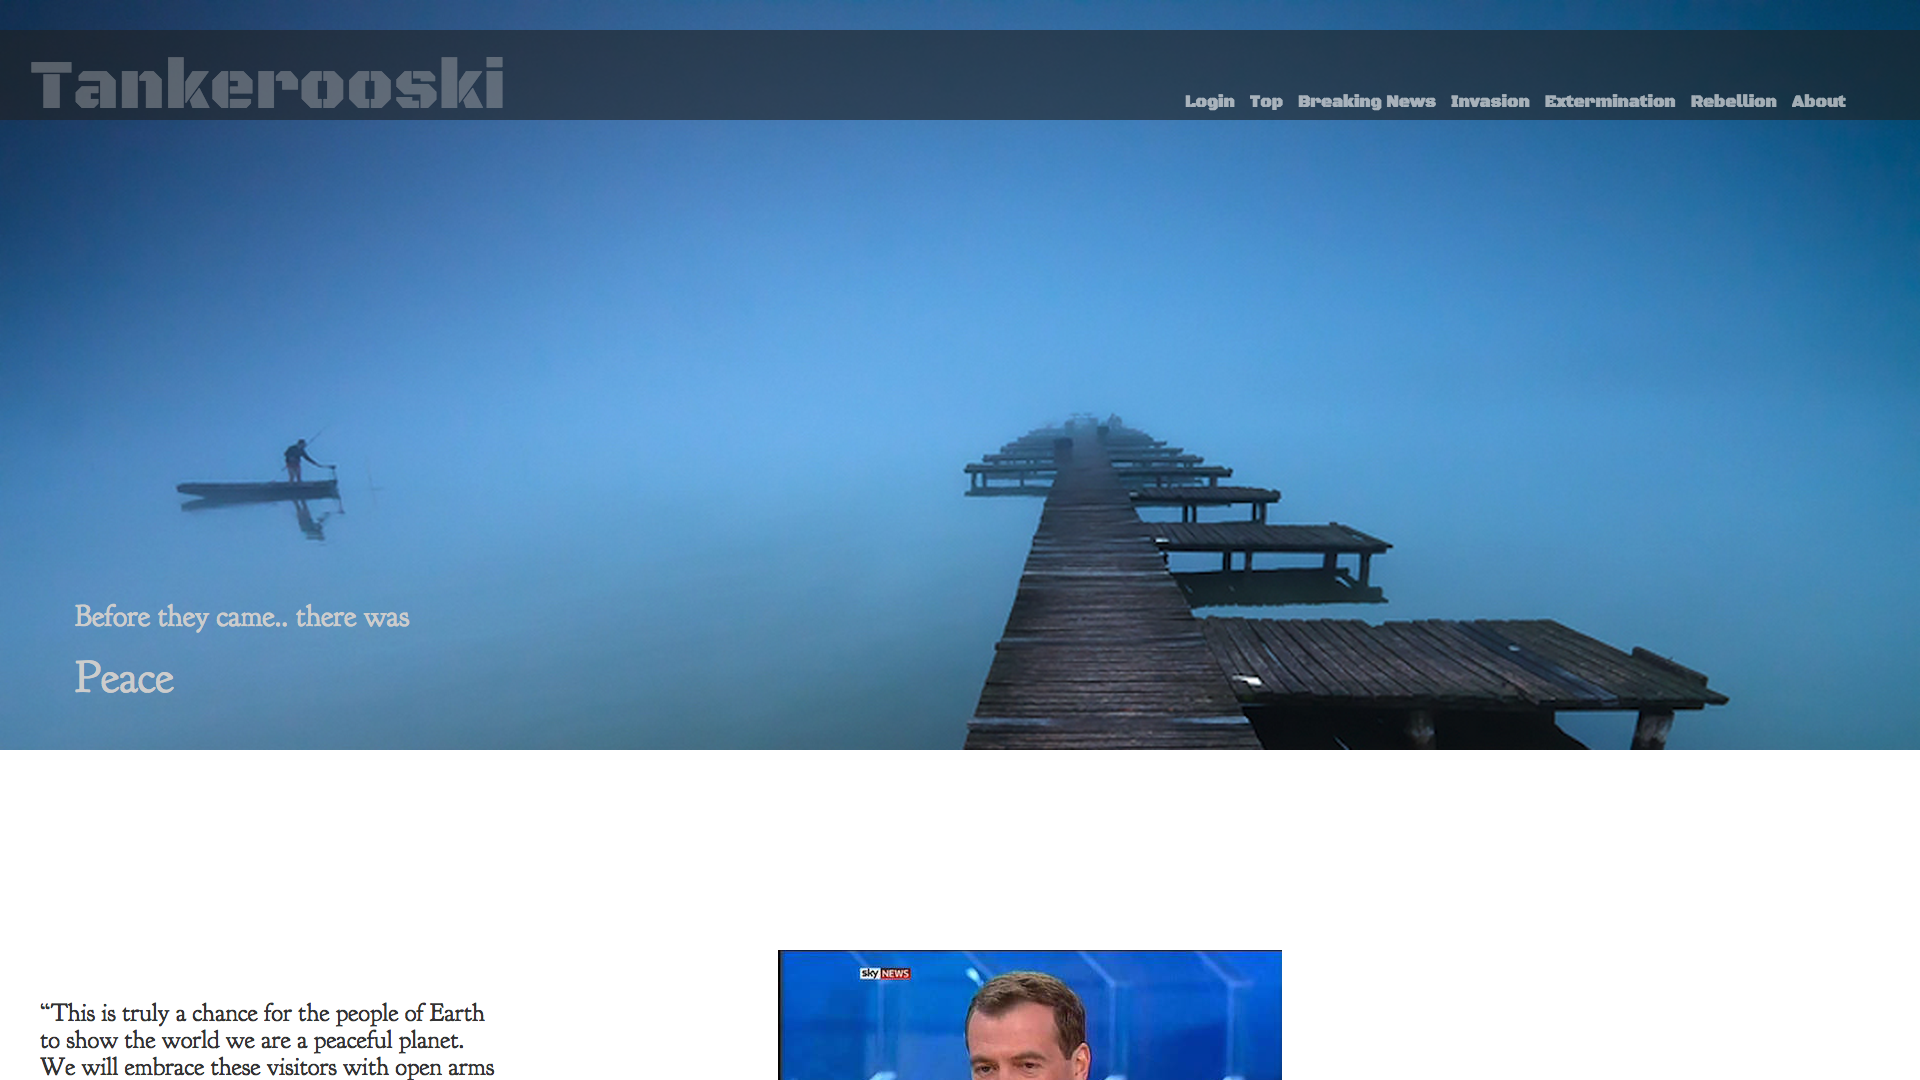 Tankerooski
Login Top Breaking News Invasion Extermination Rebellion About
Before they came.. there was
Peace
sky NEWS
“This is truly a chance for the people of Earth
to show the world we are a peaceful planet.
We will embrace these visitors with open arms